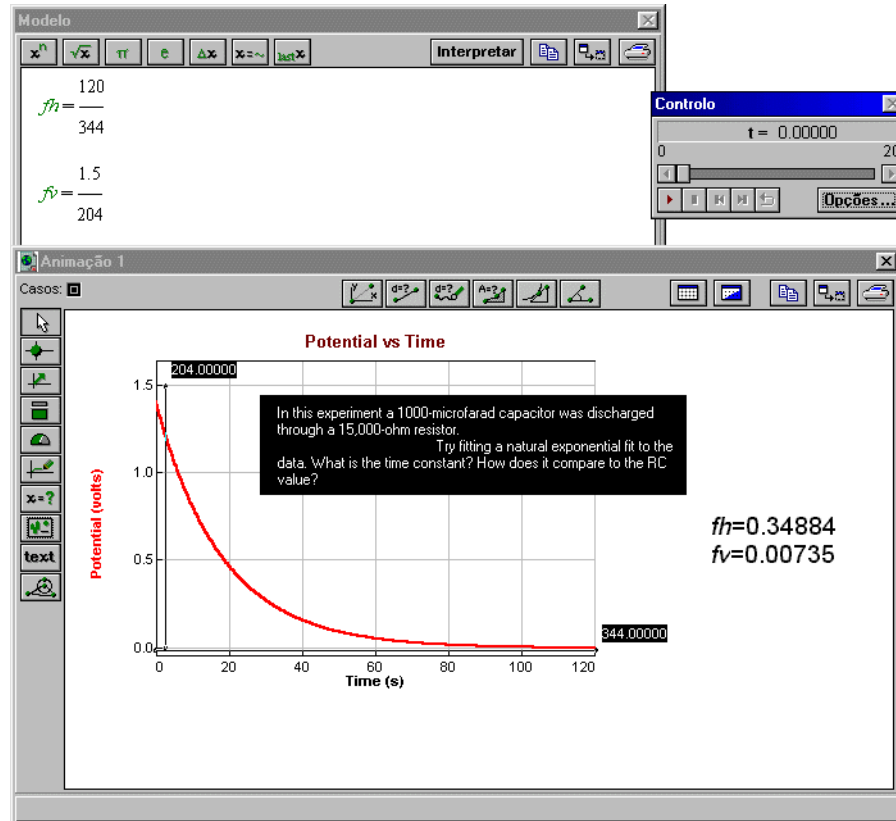 Modelo
xⁿ √x π e Δx x=~ last x Interpretar
fh = 120
344
fv = 1.5
204
Controlo
t = 0.00000
0 20
Opções...
Animação 1
Casos:
y x d=? d=? A=?
x=?
text
Potential vs Time
204.00000
In this experiment a 1000-microfarad capacitor was discharged
through a 15,000-ohm resistor.
Try fitting a natural exponential fit to the
data. What is the time constant? How does it compare to the RC
value?
Potential (volts)
1.5
1.0
0.5
0.0
344.00000
0 20 40 60 80 100 120
Time (s)
fh=0.34884
fv=0.00735